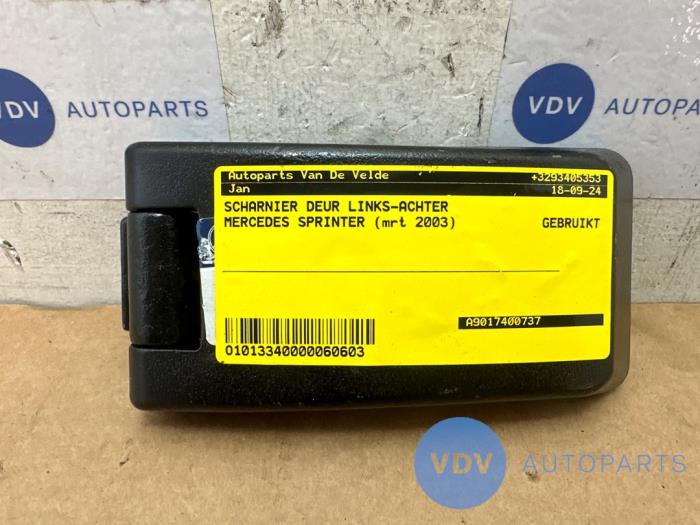 VDV AUTOPARTS
VDV AUTOPARTS
Autoparts Van De Velde +3293405353
Jan 18-09-24
SCHARNIER DEUR LINKS-ACHTER
MERCEDES SPRINTER (mrt 2003) GEBRUIKT
A9017400737
O1013340000060603
VDV AUTOPARTS